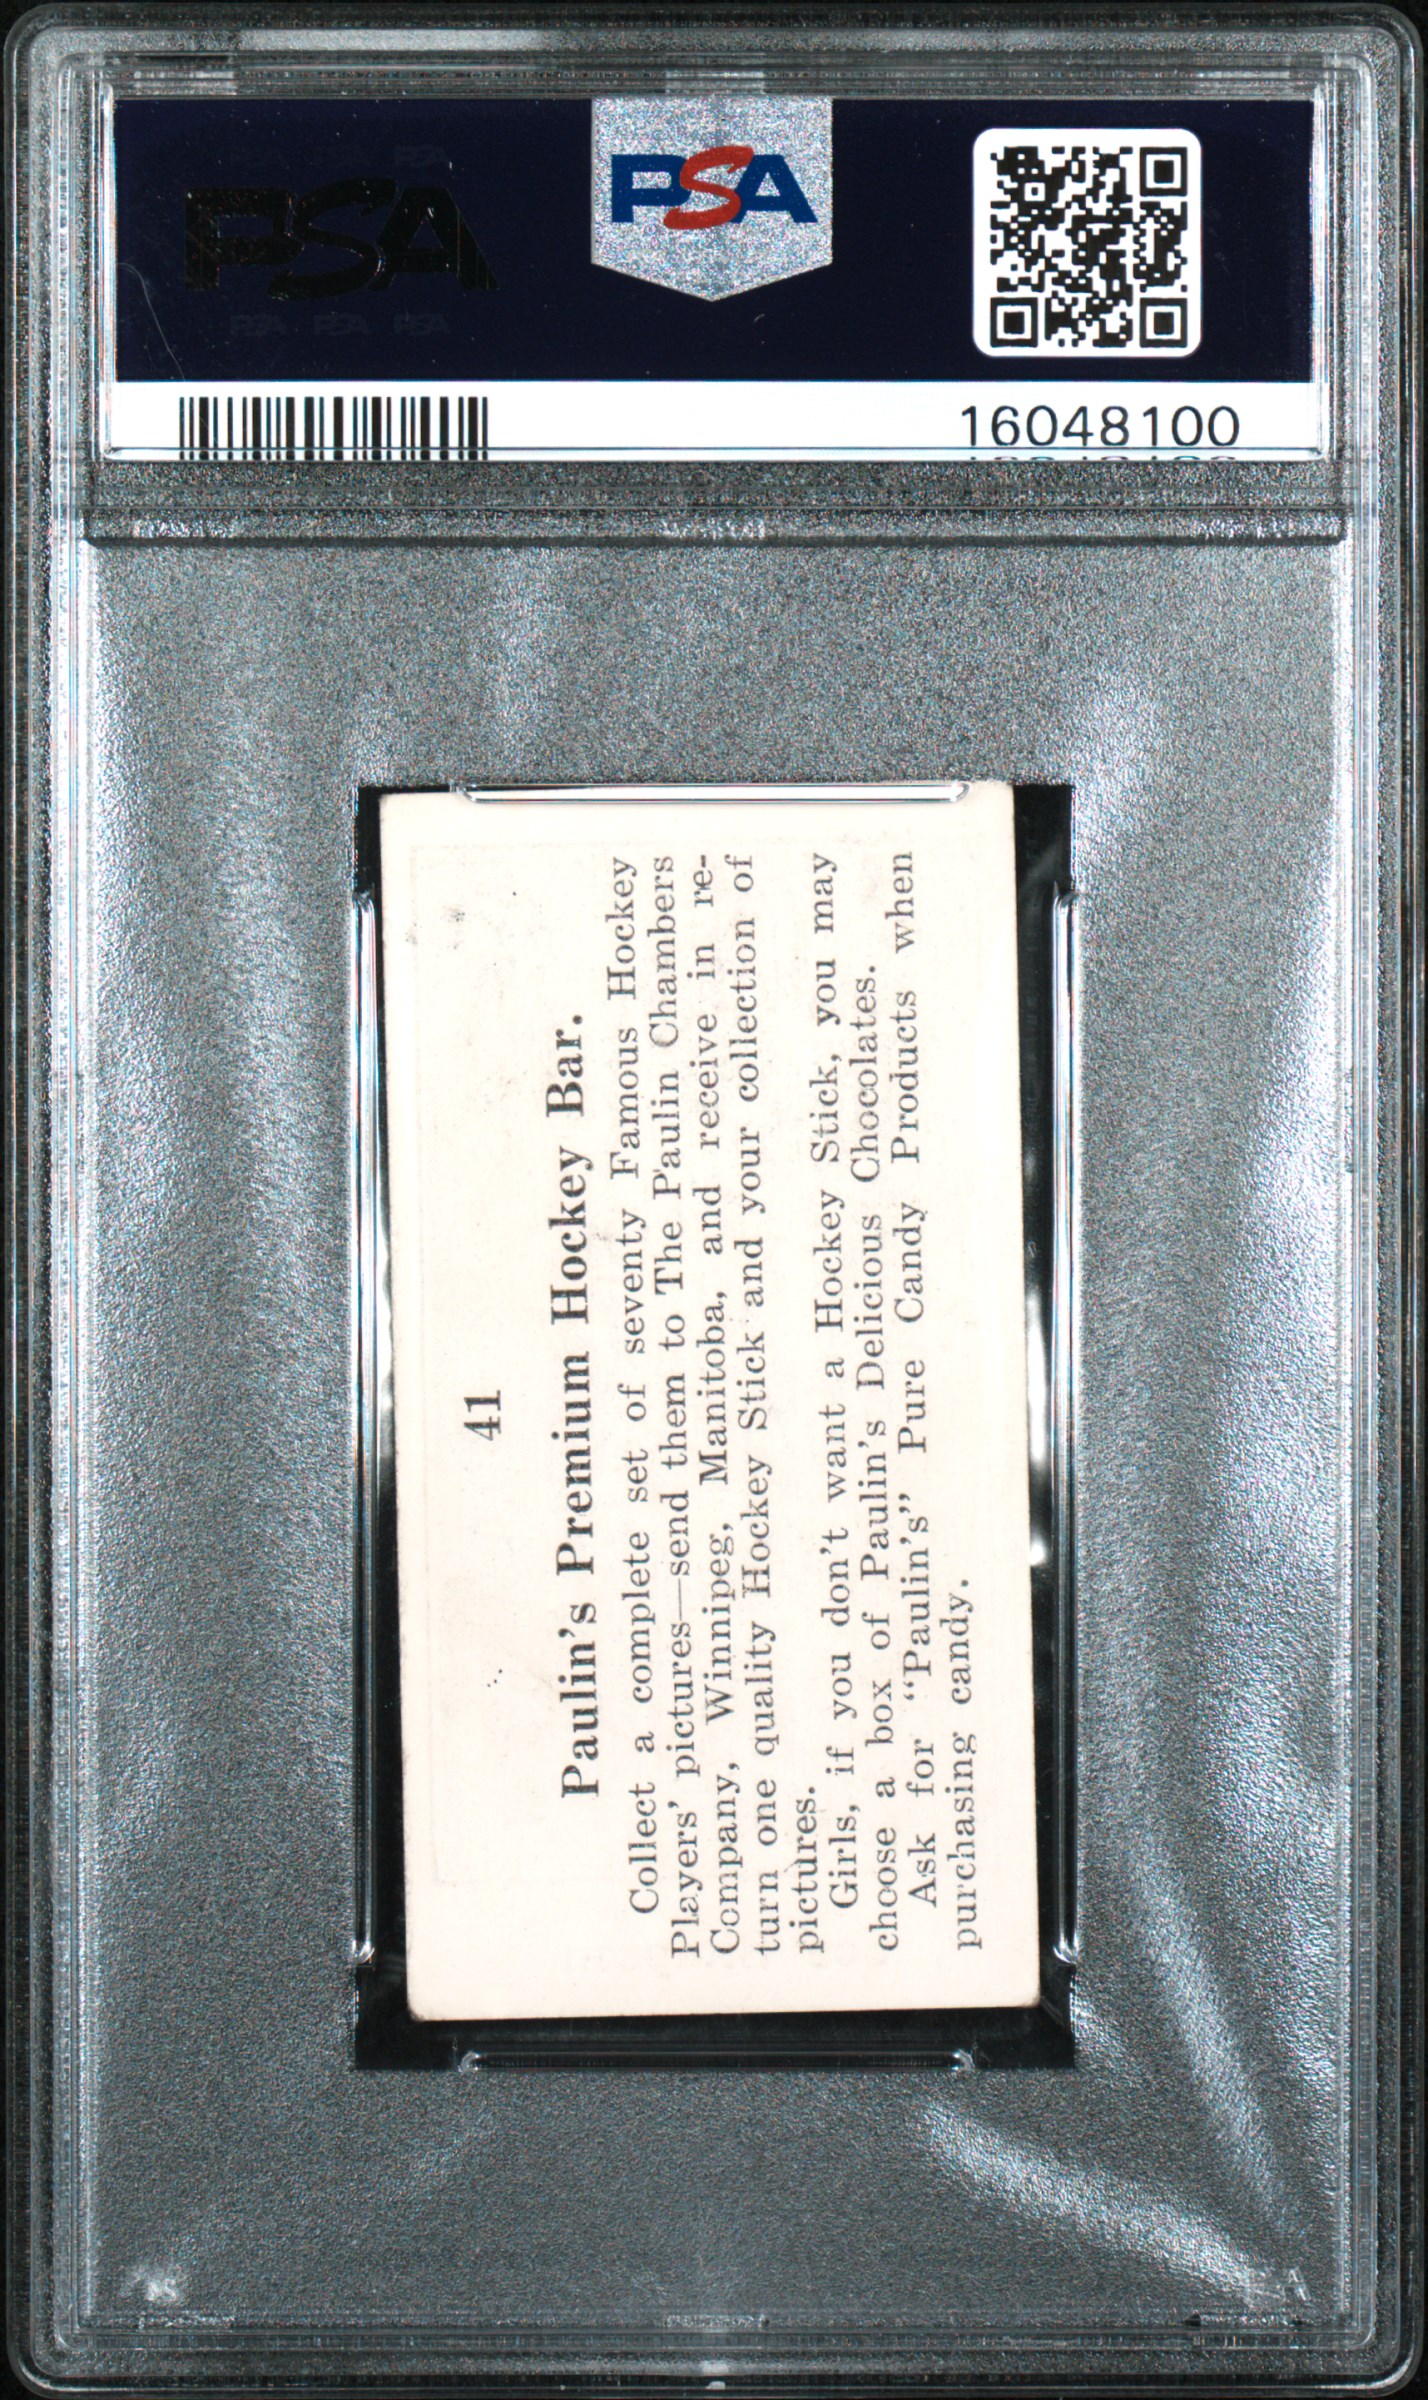 PSA
PSA
16048100
41
Paulin's Premium Hockey Bar.
Collect a complete set of seventy Famous Hockey
Players' pictures—send them to The Paulin Chambers
Company, Winnipeg, Manitoba, and receive in re-
turn one quality Hockey Stick and your collection of
pictures.
Girls, if you don't want a Hockey Stick, you may
choose a box of Paulin's Delicious Chocolates.
Ask for "Paulin's" Pure Candy Products when
purchasing candy.